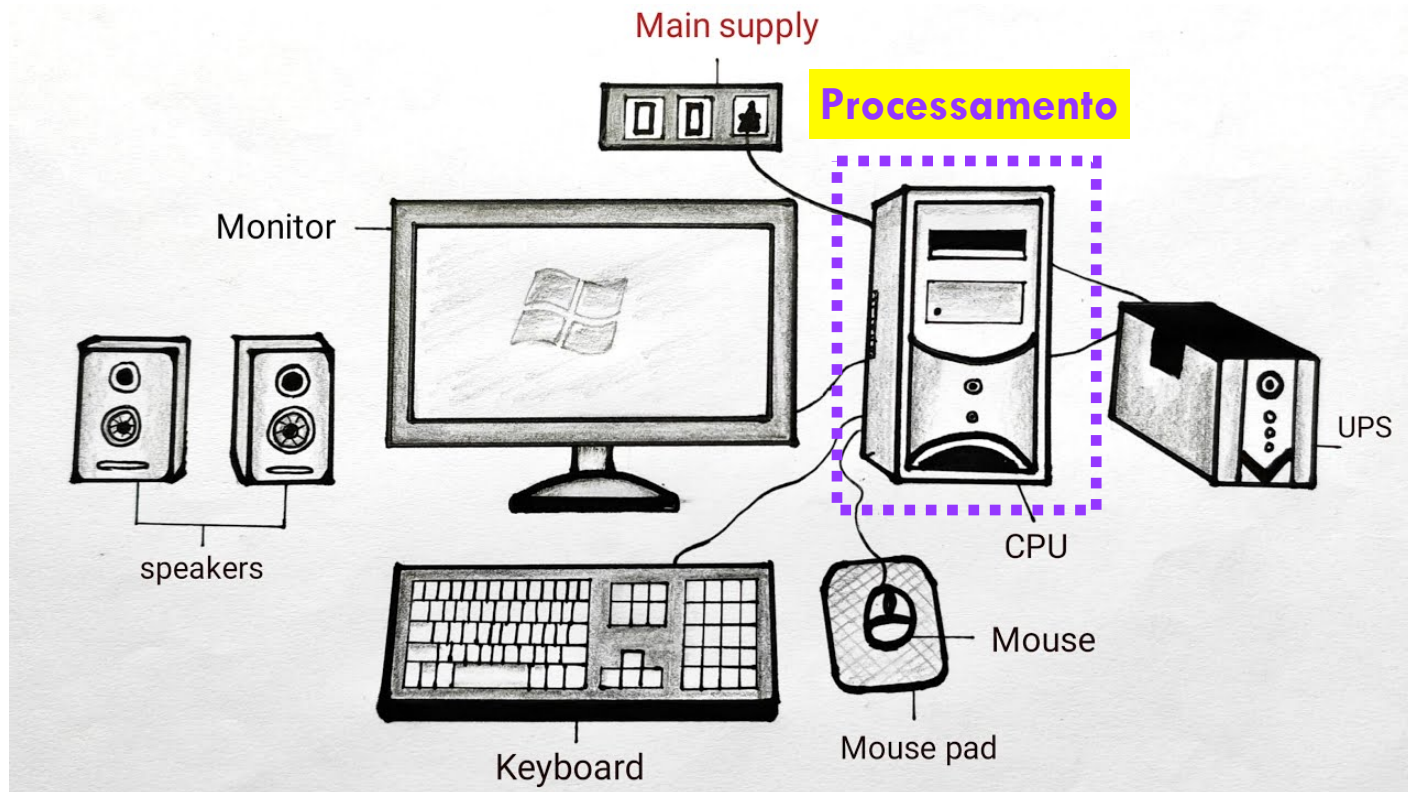 Main supply
Processamento
Monitor
UPS
CPU
speakers
Mouse
Mouse pad
Keyboard